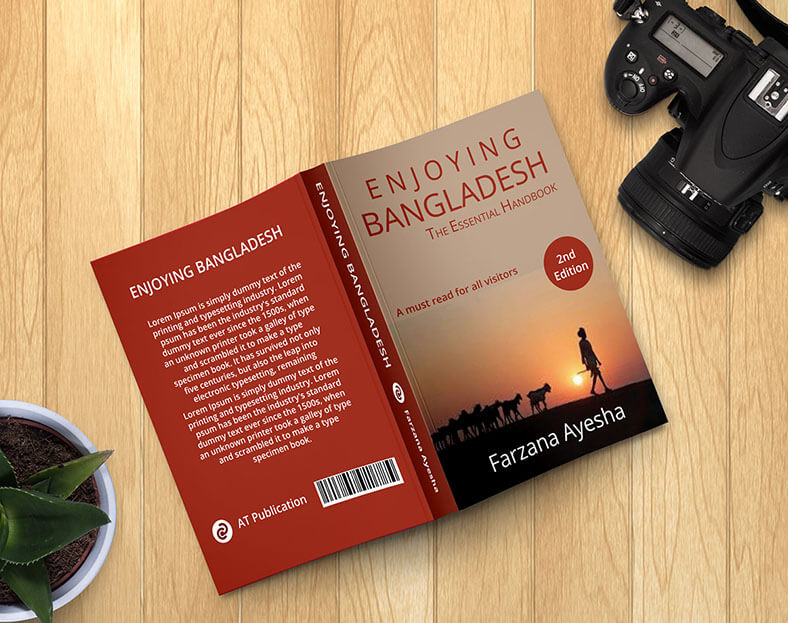 ENJOYING BANGLADESH
Lorem Ipsum is simply dummy text of the
printing and typesetting industry. Lorem
psum has been the industry's standard
dummy text ever since the 1500s, when
an unknown printer took a galley of type
and scrambled it to make a type
specimen book. It has survived not only
five centuries, but also the leap into
electronic typesetting, remaining
Lorem Ipsum is simply dummy text of the
printing and typesetting industry. Lorem
psum has been the industry's standard
dummy text ever since the 1500s, when
an unknown printer took a galley of type
and scrambled it to make a type
specimen book.
AT Publication
ENJOYING BANGLADESH
Farzana Ayesha
ENJOYING
BANGLADESH
The Essential Handbook
2nd
Edition
A must read for all visitors
Farzana Ayesha